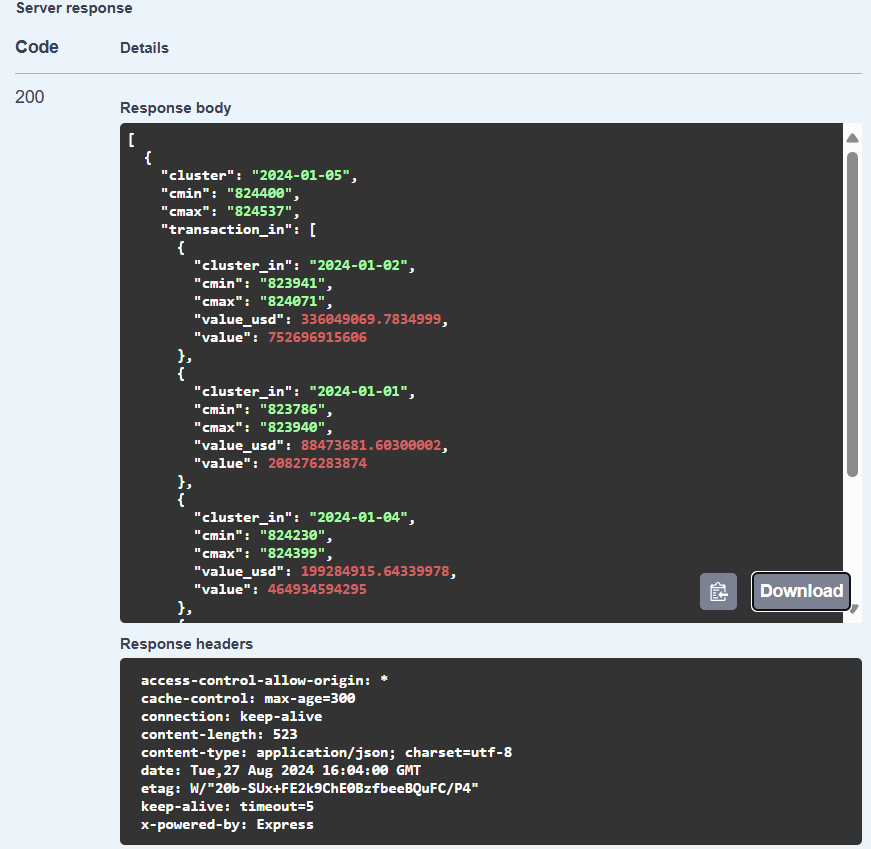 Server response
Code Details
200
Response body
[
  {
    "cluster": "2024-01-05",
    "cmin": "824400",
    "cmax": "824537",
    "transaction_in": [
      {
        "cluster_in": "2024-01-02",
        "cmin": "823941",
        "cmax": "824071",
        "value_usd": 336049069.7834999,
        "value": 752696915606
      },
      {
        "cluster_in": "2024-01-01",
        "cmin": "823786",
        "cmax": "823940",
        "value_usd": 88473681.60300002,
        "value": 208276283874
      },
      {
        "cluster_in": "2024-01-04",
        "cmin": "824230",
        "cmax": "824399",
        "value_usd": 199284915.64339978,
        "value": 464934594295
      },
Download
Response headers
access-control-allow-origin: *
cache-control: max-age=300
connection: keep-alive
content-length: 523
content-type: application/json; charset=utf-8
date: Tue,27 Aug 2024 16:04:00 GMT
etag: W/"20b-SUx+FE2k9ChE0BzfbeeBQuFC/P4"
keep-alive: timeout=5
x-powered-by: Express